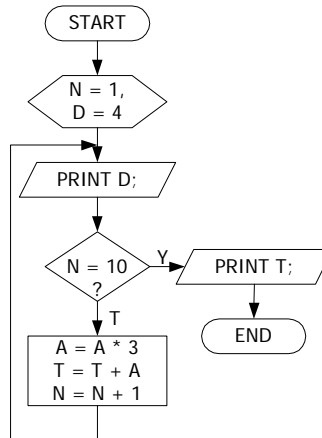 START
N = 1,
D = 4
PRINT D;
N = 10
?
Y
PRINT T;
END
T
A = A * 3
T = T + A
N = N + 1